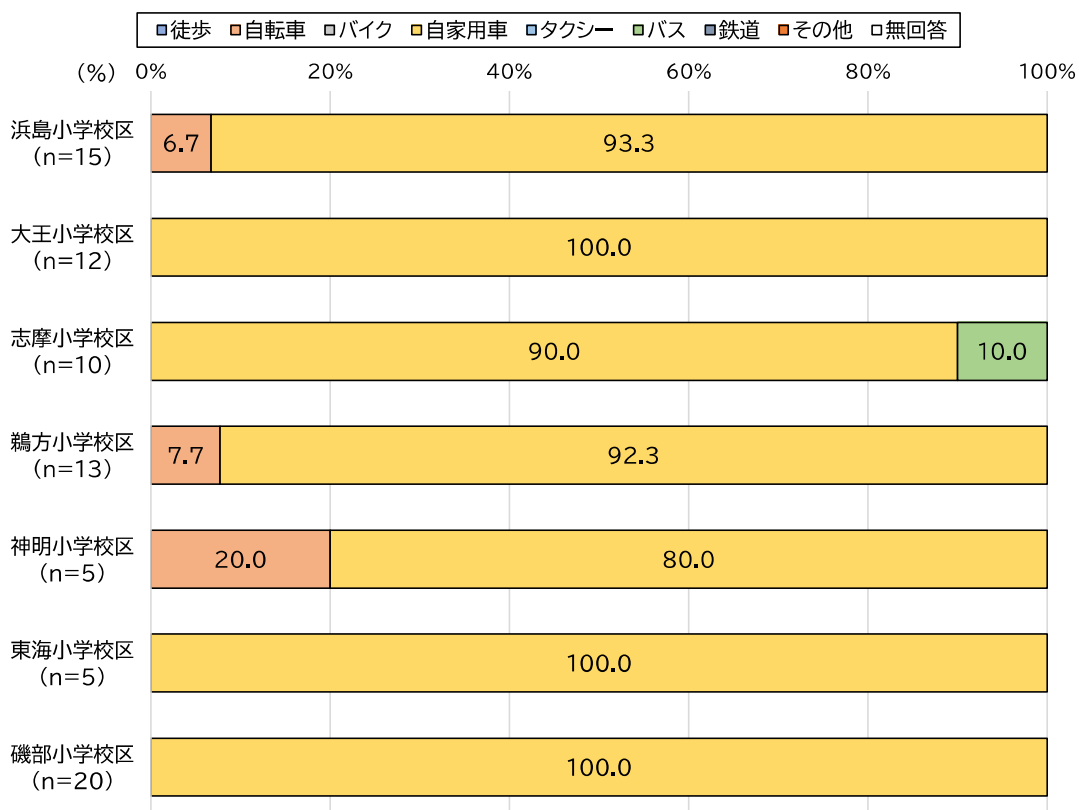 徒歩 自転車 バイク 自家用車 タクシー バス 鉄道 その他 無回答
（%） 0% 20% 40% 60% 80% 100%
浜島小学校区
（n=15）
6.7 93.3
大王小学校区
（n=12）
100.0
志摩小学校区
（n=10）
90.0 10.0
鵜方小学校区
（n=13）
7.7 92.3
神明小学校区
（n=5）
20.0 80.0
東海小学校区
（n=5）
100.0
磯部小学校区
（n=20）
100.0